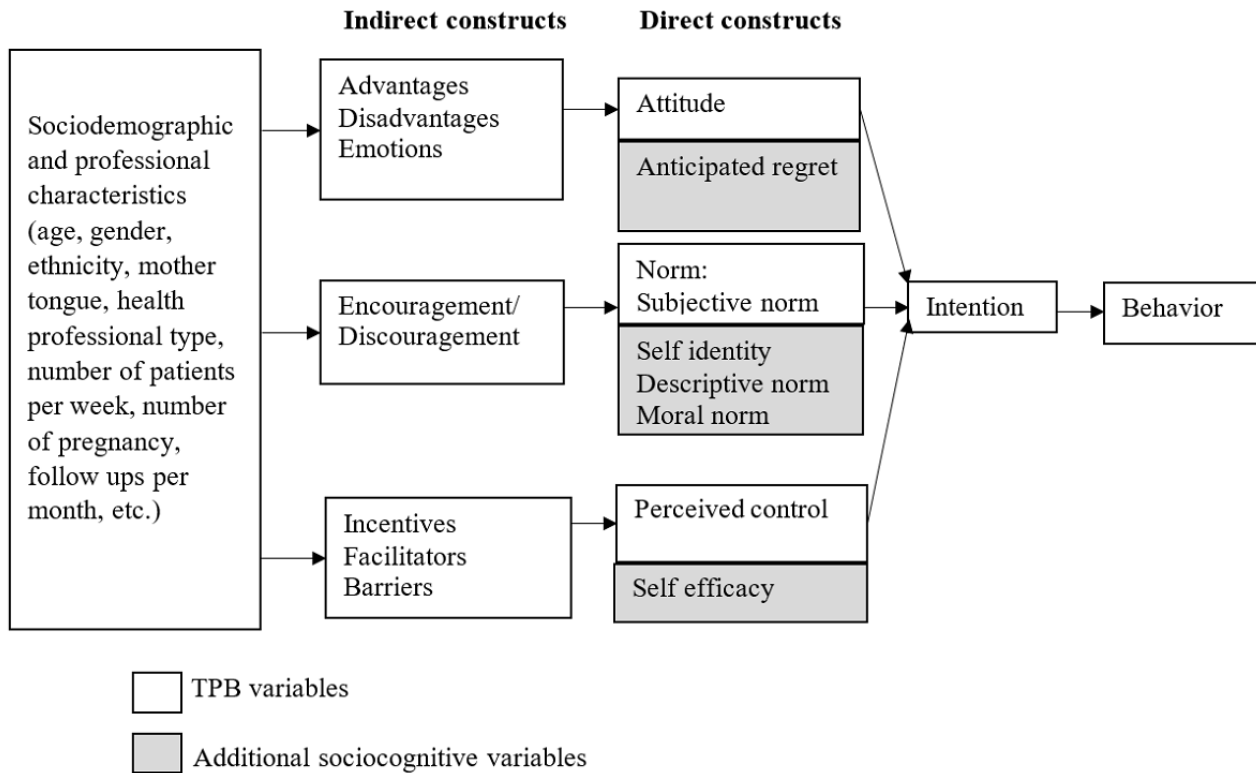 Indirect constructs
Direct constructs
Sociodemographic
and professional
characteristics
(age, gender,
ethnicity, mother
tongue, health
professional type,
number of patients
per week, number
of pregnancy,
follow ups per
month, etc.)
Advantages
Disadvantages
Emotions
Attitude
Anticipated regret
Encouragement/
Discouragement
Norm:
Subjective norm
Self identity
Descriptive norm
Moral norm
Incentives
Facilitators
Barriers
Perceived control
Self efficacy
Intention
Behavior
TPB variables
Additional sociocognitive variables